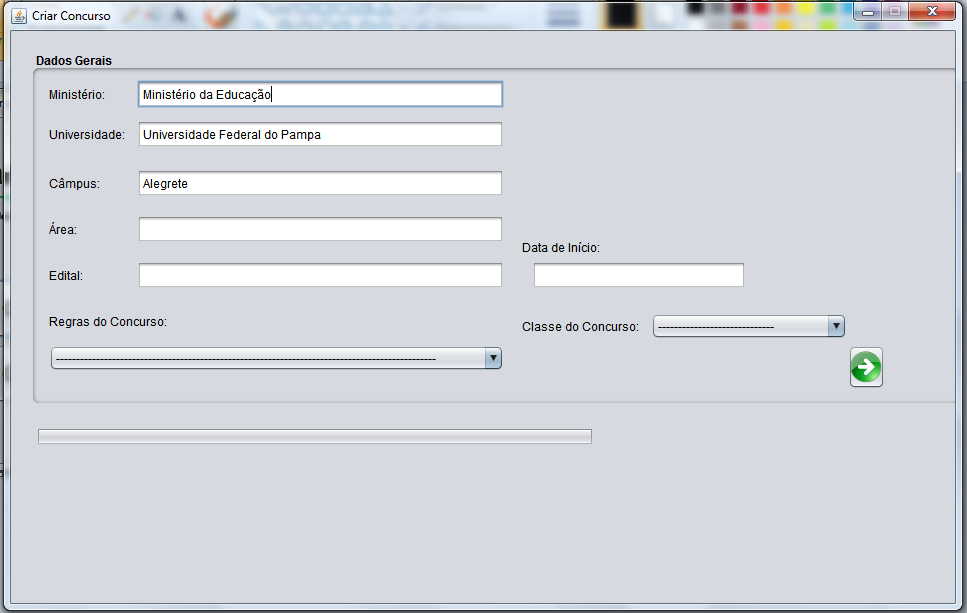 Criar Concurso
Dados Gerais
Ministério: Ministério da Educação
Universidade: Universidade Federal do Pampa
Câmpus: Alegrete
Área:
Data de Início:
Edital:
Regras do Concurso:
Classe do Concurso: